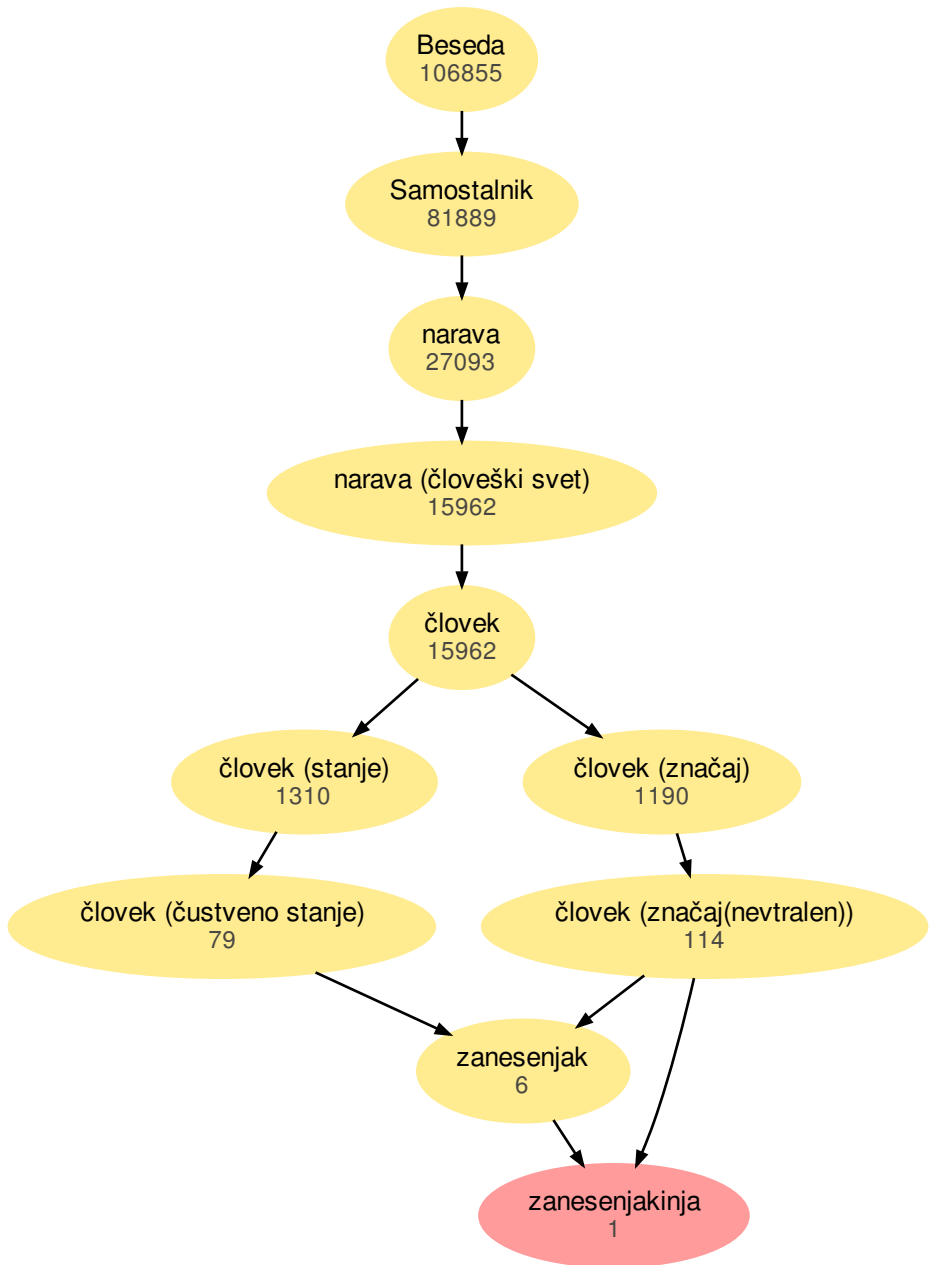 Beseda
106855
Samostalnik
81889
narava
27093
narava (človeški svet)
15962
človek
15962
človek (stanje)
1310
človek (značaj)
1190
človek (čustveno stanje)
79
človek (značaj(nevtralen))
114
zanesenjak
6
zanesenjakinja
1